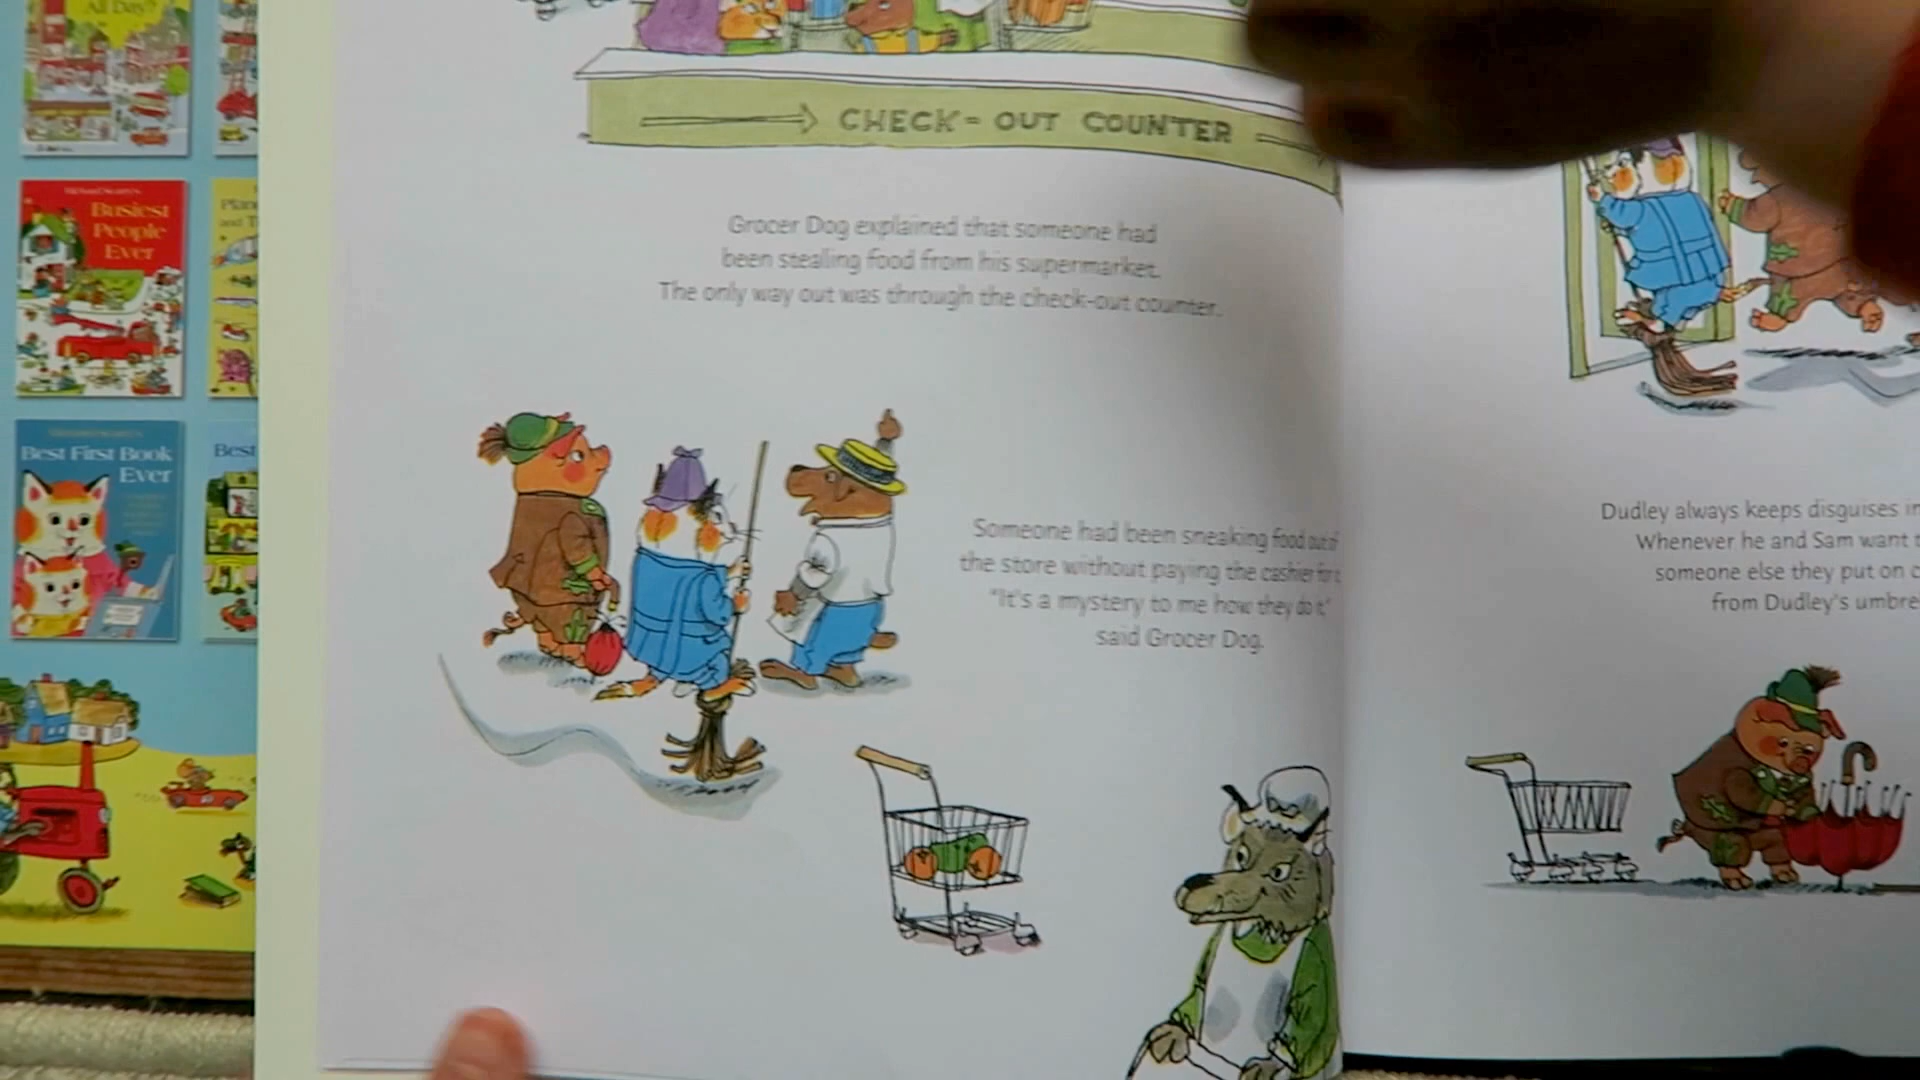 All Day?
Busiest
People
Ever
Best First Book
Ever
Best
CHECK-OUT COUNTER
Grocer Dog explained that someone had
been stealing food from his supermarket.
The only way out was through the check-out counter.
Someone had been sneaking food out of
the store without paying the cashier for
"It's a mystery to me how they do it,"
said Grocer Dog.
Dudley always keeps disguises in
Whenever he and Sam want
someone else they put on
from Dudley's